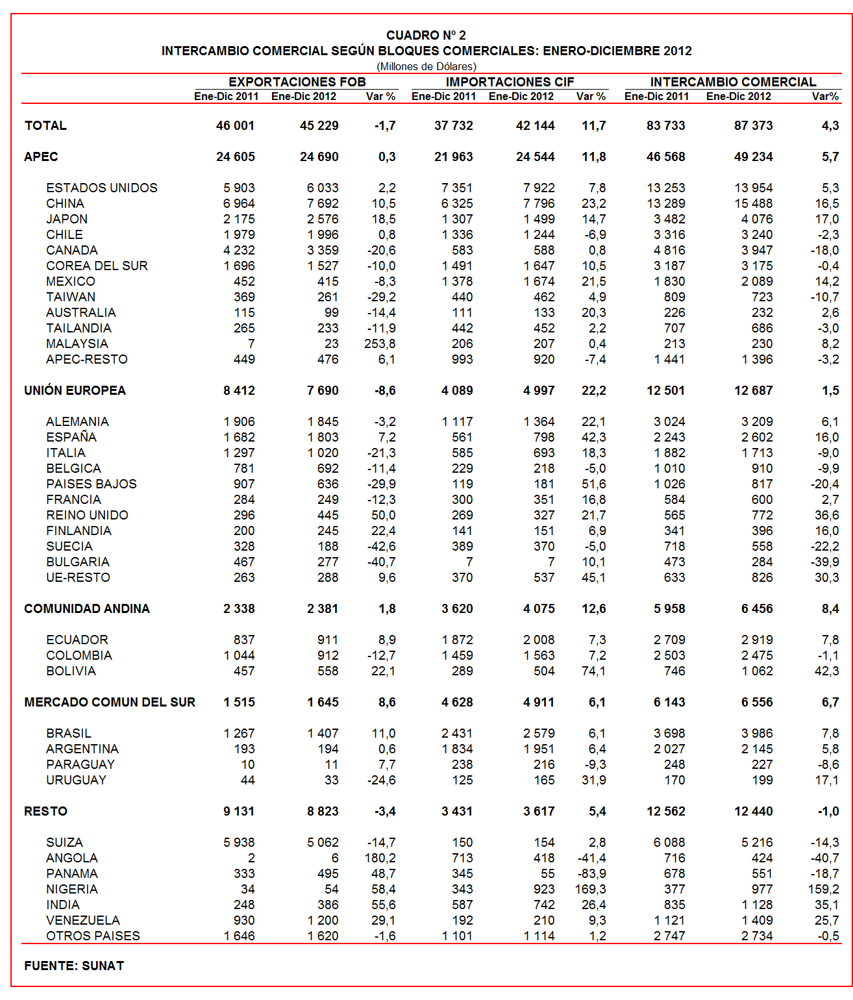 CUADRO Nº 2
INTERCAMBIO COMERCIAL SEGÚN BLOQUES COMERCIALES: ENERO-DICIEMBRE 2012
(Millones de Dólares)
EXPORTACIONES FOB IMPORTACIONES CIF INTERCAMBIO COMERCIAL
Ene-Dic 2011 Ene-Dic 2012 Var % Ene-Dic 2011 Ene-Dic 2012 Var % Ene-Dic 2011 Ene-Dic 2012 Var%
TOTAL 46 001 45 229 -1,7 37 732 42 144 11,7 83 733 87 373 4,3
APEC 24 605 24 690 0,3 21 963 24 544 11,8 46 568 49 234 5,7
ESTADOS UNIDOS 5 903 6 033 2,2 7 351 7 922 7,8 13 253 13 954 5,3
CHINA 6 964 7 692 10,5 6 325 7 796 23,2 13 289 15 488 16,5
JAPON 2 175 2 576 18,5 1 307 1 499 14,7 3 482 4 076 17,0
CHILE 1 979 1 996 0,8 1 336 1 244 -6,9 3 316 3 240 -2,3
CANADA 4 232 3 359 -20,6 583 588 0,8 4 816 3 947 -18,0
COREA DEL SUR 1 696 1 527 -10,0 1 491 1 647 10,5 3 187 3 175 -0,4
MEXICO 452 415 -8,3 1 378 1 674 21,5 1 830 2 089 14,2
TAIWAN 369 261 -29,2 440 462 4,9 809 723 -10,7
AUSTRALIA 115 99 -14,4 111 133 20,3 226 232 2,6
TAILANDIA 265 233 -11,9 442 452 2,2 707 686 -3,0
MALAYSIA 7 23 253,8 206 207 0,4 213 230 8,2
APEC-RESTO 449 476 6,1 993 920 -7,4 1 441 1 396 -3,2
UNIÓN EUROPEA 8 412 7 690 -8,6 4 089 4 997 22,2 12 501 12 687 1,5
ALEMANIA 1 906 1 845 -3,2 1 117 1 364 22,1 3 024 3 209 6,1
ESPAÑA 1 682 1 803 7,2 561 798 42,3 2 243 2 602 16,0
ITALIA 1 297 1 020 -21,3 585 693 18,3 1 882 1 713 -9,0
BELGICA 781 692 -11,4 229 218 -5,0 1 010 910 -9,9
PAISES BAJOS 907 636 -29,9 119 181 51,6 1 026 817 -20,4
FRANCIA 284 249 -12,3 300 351 16,8 584 600 2,7
REINO UNIDO 296 445 50,0 269 327 21,7 565 772 36,6
FINLANDIA 200 245 22,4 141 151 6,9 341 396 16,0
SUECIA 328 188 -42,6 389 370 -5,0 718 558 -22,2
BULGARIA 467 277 -40,7 7 7 10,1 473 284 -39,9
UE-RESTO 263 288 9,6 370 537 45,1 633 826 30,3
COMUNIDAD ANDINA 2 338 2 381 1,8 3 620 4 075 12,6 5 958 6 456 8,4
ECUADOR 837 911 8,9 1 872 2 008 7,3 2 709 2 919 7,8
COLOMBIA 1 044 912 -12,7 1 459 1 563 7,2 2 503 2 475 -1,1
BOLIVIA 457 558 22,1 289 504 74,1 746 1 062 42,3
MERCADO COMUN DEL SUR 1 515 1 645 8,6 4 628 4 911 6,1 6 143 6 556 6,7
BRASIL 1 267 1 407 11,0 2 431 2 579 6,1 3 698 3 986 7,8
ARGENTINA 193 194 0,6 1 834 1 951 6,4 2 027 2 145 5,8
PARAGUAY 10 11 7,7 238 216 -9,3 248 227 -8,6
URUGUAY 44 33 -24,6 125 165 31,9 170 199 17,1
RESTO 9 131 8 823 -3,4 3 431 3 617 5,4 12 562 12 440 -1,0
SUIZA 5 938 5 062 -14,7 150 154 2,8 6 088 5 216 -14,3
ANGOLA 2 6 180,2 713 418 -41,4 716 424 -40,7
PANAMA 333 495 48,7 345 55 -83,9 678 551 -18,7
NIGERIA 34 54 58,4 343 923 169,3 377 977 159,2
INDIA 248 386 55,6 587 742 26,4 835 1 128 35,1
VENEZUELA 930 1 200 29,1 192 210 9,3 1 121 1 409 25,7
OTROS PAISES 1 646 1 620 -1,6 1 101 1 114 1,2 2 747 2 734 -0,5
FUENTE: SUNAT